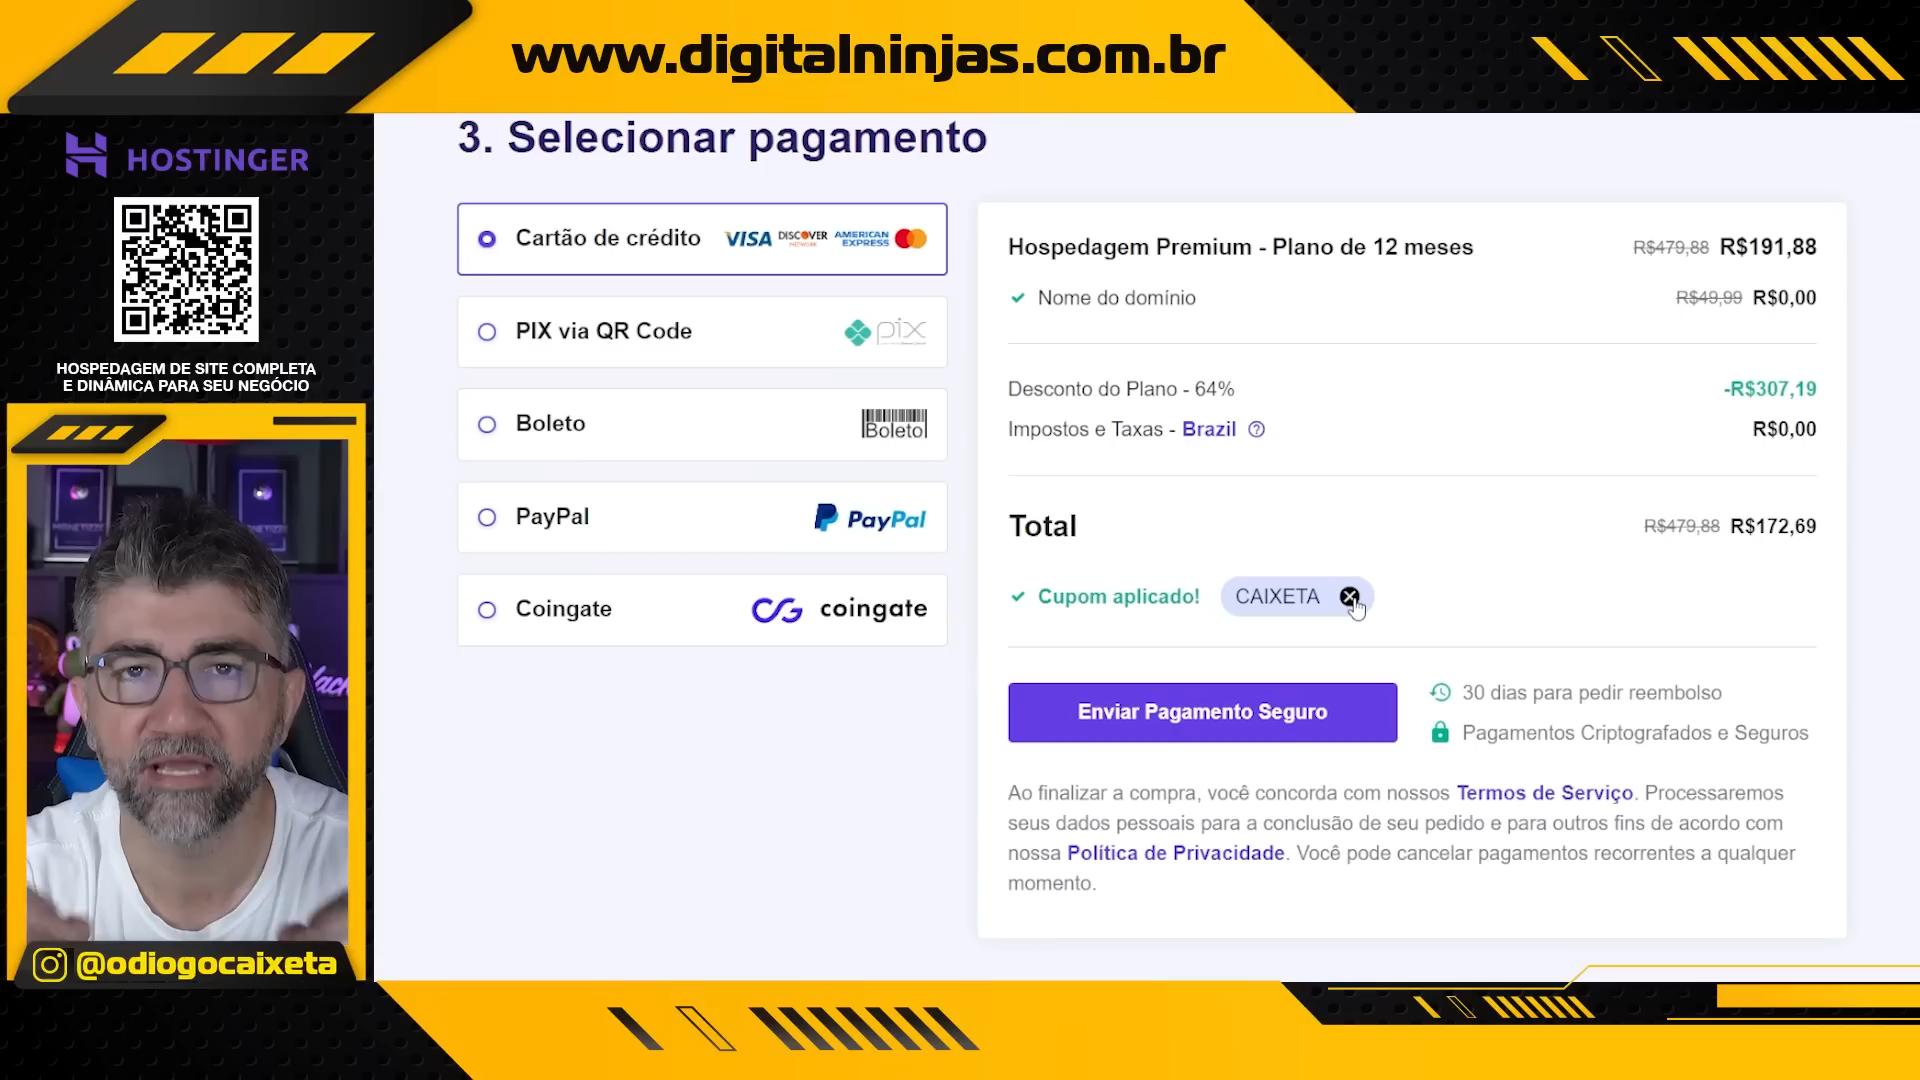 www.digitalninjas.com.br
HOSTINGER
HOSPEDAGEM DE SITE COMPLETA
E DINÂMICA PARA SEU NEGÓCIO
@odiogocaixeta
3. Selecionar pagamento
Cartão de crédito VISA DISCOVER NETWORK AMERICAN EXPRESS
PIX via QR Code pix
Boleto Boleto
PayPal PayPal
Coingate coingate
Hospedagem Premium - Plano de 12 meses R$479,88 R$191,88
Nome do domínio R$49,99 R$0,00
Desconto do Plano - 64% -R$307,19
Impostos e Taxas - Brazil R$0,00
Total R$479,88 R$172,69
Cupom aplicado! CAIXETA
Enviar Pagamento Seguro
30 dias para pedir reembolso
Pagamentos Criptografados e Seguros
Ao finalizar a compra, você concorda com nossos Termos de Serviço. Processaremos
seus dados pessoais para a conclusão de seu pedido e para outros fins de acordo com
nossa Política de Privacidade. Você pode cancelar pagamentos recorrentes a qualquer
momento.